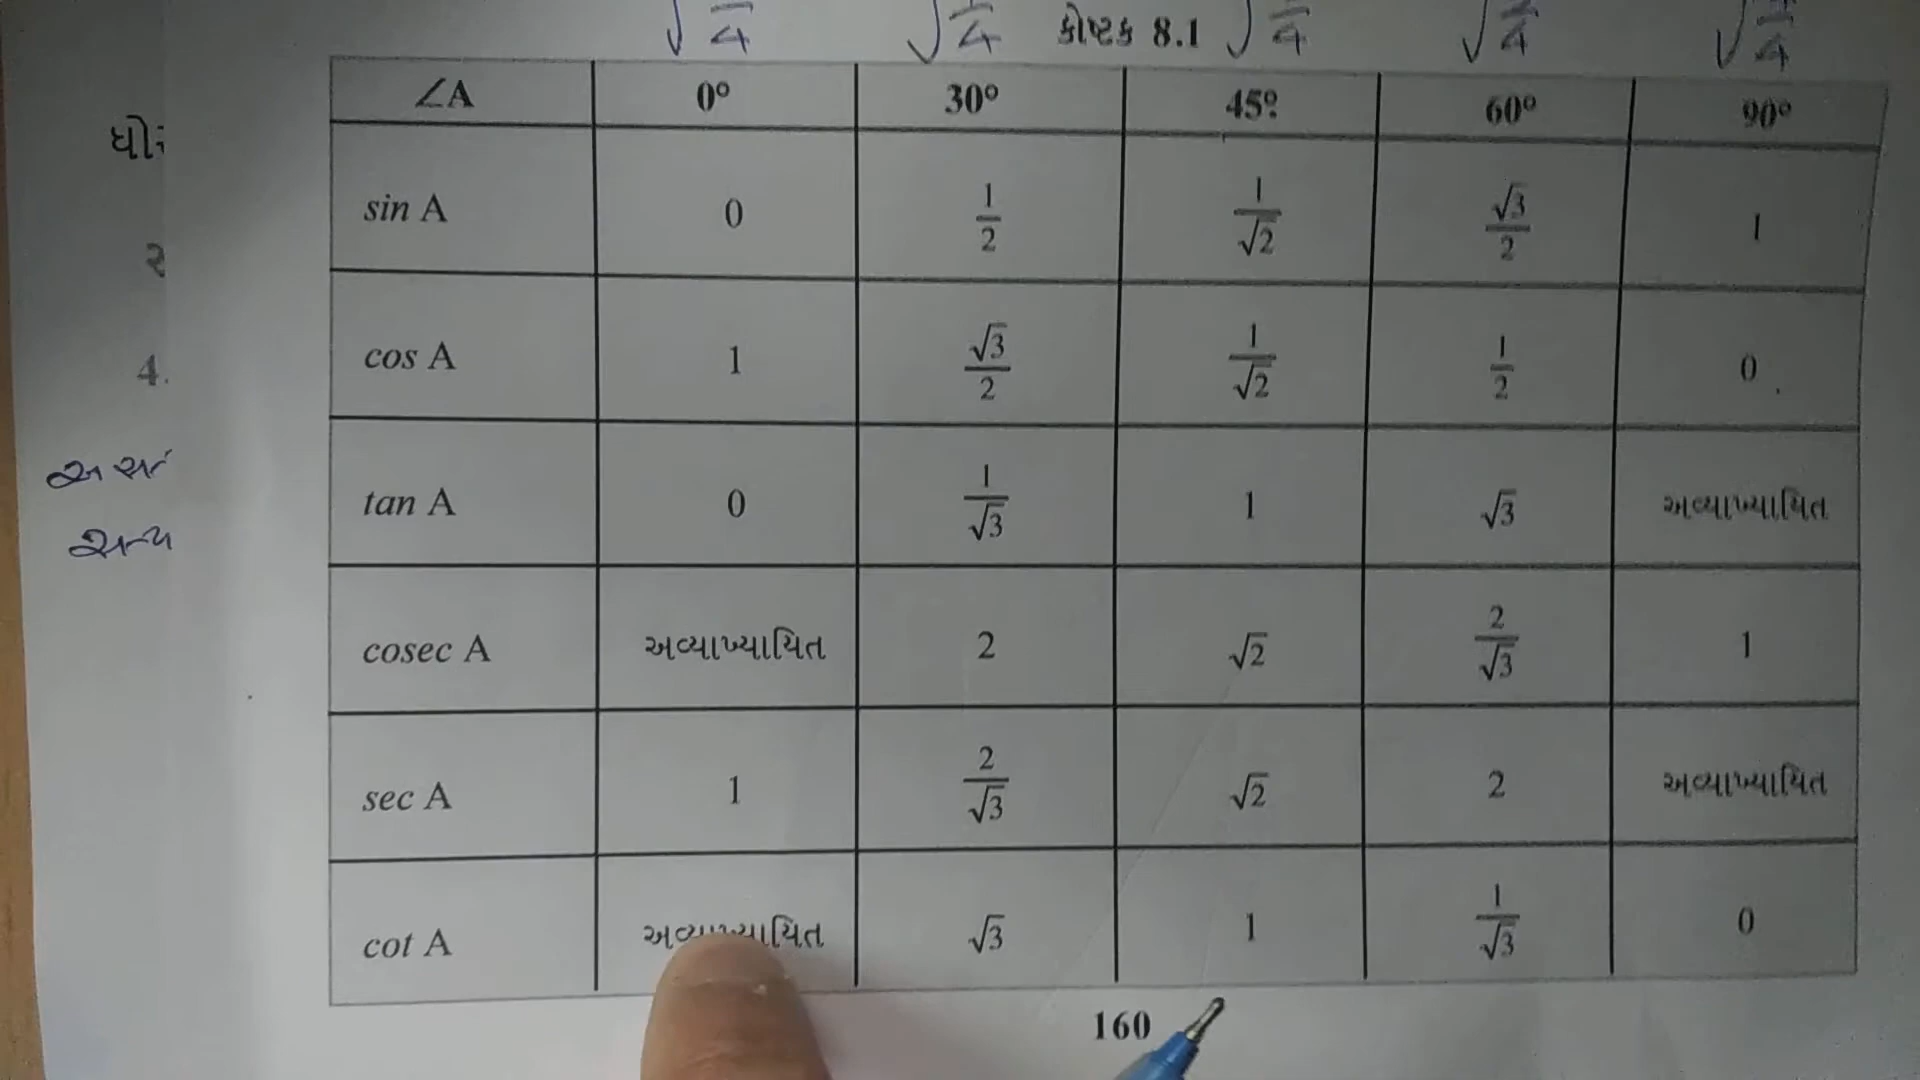 કોષ્ટક 8.1
∠A 0° 30° 45° 60° 90°
sin A 0 1/2 1/√2 √3/2 1
cos A 1 √3/2 1/√2 1/2 0
tan A 0 1/√3 1 √3 અવ્યાખ્યાયિત
cosec A અવ્યાખ્યાયિત 2 √2 2/√3 1
sec A 1 2/√3 √2 2 અવ્યાખ્યાયિત
cot A અવ્યાખ્યાયિત √3 1 1/√3 0
160
4.